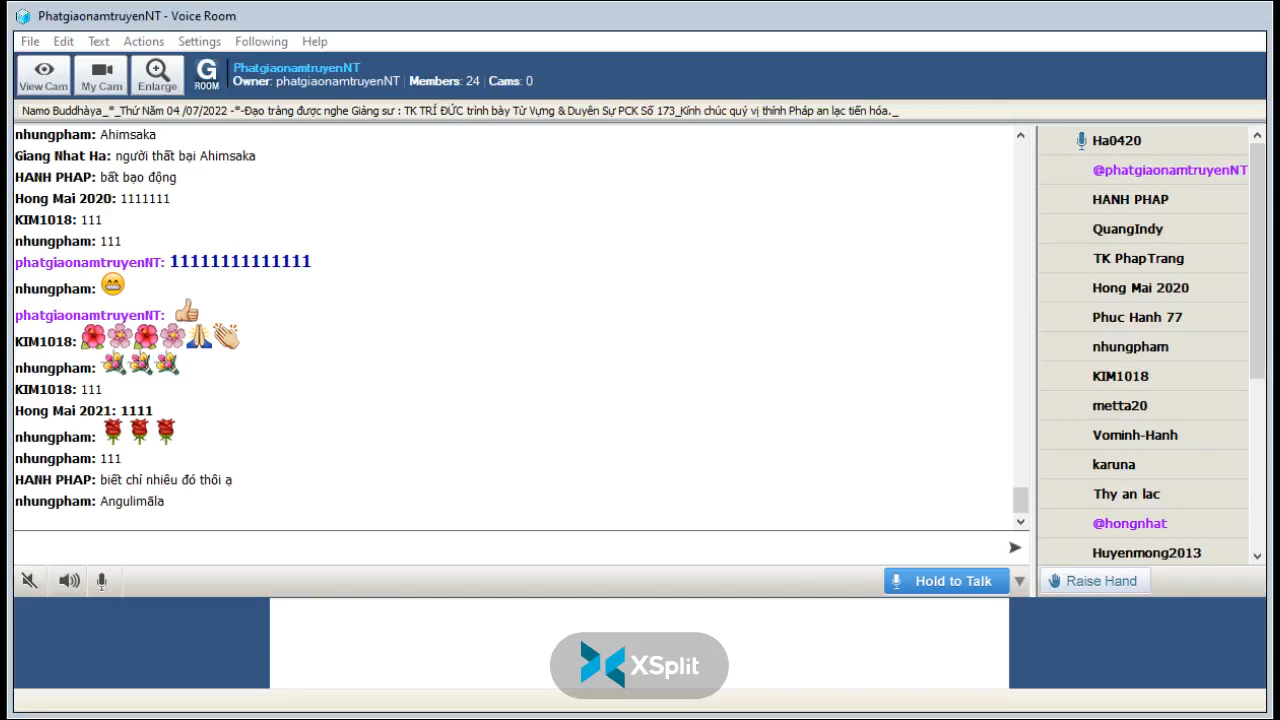 PhatgiaonamtruyenNT - Voice Room
File Edit Text Actions Settings Following Help
View Cam My Cam Enlarge G ROOM
PhatgiaonamtruyenNT
Owner: phatgiaonamtruyenNT | Members: 24 | Cams: 0
Namo Buddhàya_*_Thứ Năm 04 /07/2022 -*-Đạo tràng được nghe Giảng sư : TK TRÍ ĐỨC trình bày Từ Vựng & Duyên Sự PCK Số 173_Kính chúc quý vị thính Pháp an lạc tiến hóa._
nhungpham: Ahimsaka
Giang Nhat Ha: người thất bại Ahimsaka
HANH PHAP: bất bạo động
Hong Mai 2020: 1111111
KIM1018: 111
nhungpham: 111
phatgiaonamtruyenNT: 11111111111111
nhungpham:
phatgiaonamtruyenNT:
KIM1018:
nhungpham:
KIM1018: 111
Hong Mai 2021: 1111
nhungpham:
nhungpham: 111
HANH PHAP: biết chỉ nhiêu đó thôi ạ
nhungpham: Angulimāla
Ha0420
@phatgiaonamtruyenNT
HANH PHAP
QuangIndy
TK PhapTrang
Hong Mai 2020
Phuc Hanh 77
nhungpham
KIM1018
metta20
Vominh-Hanh
karuna
Thy an lac
@hongnhat
Huyenmong2013
Hold to Talk
Raise Hand
XSplit